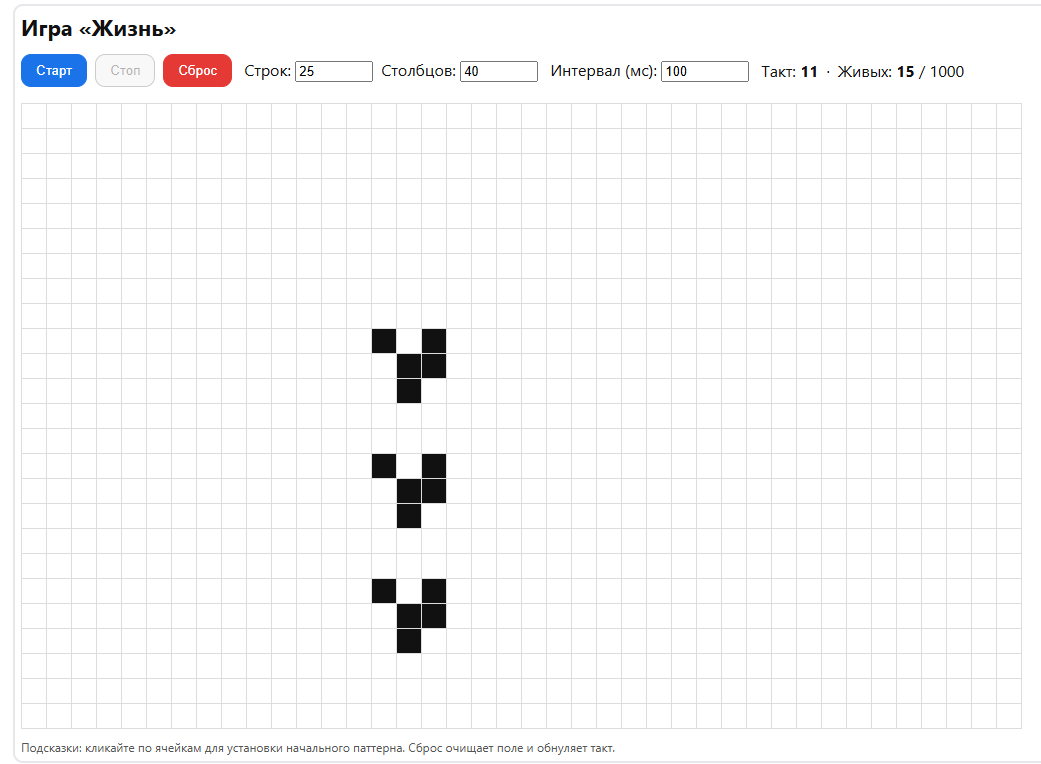 Игра «Жизнь»
Старт Стоп Сброс Строк: 25 Столбцов: 40 Интервал (мс): 100 Такт: 11 · Живых: 15 / 1000
Подсказки: кликайте по ячейкам для установки начального паттерна. Сброс очищает поле и обнуляет такт.